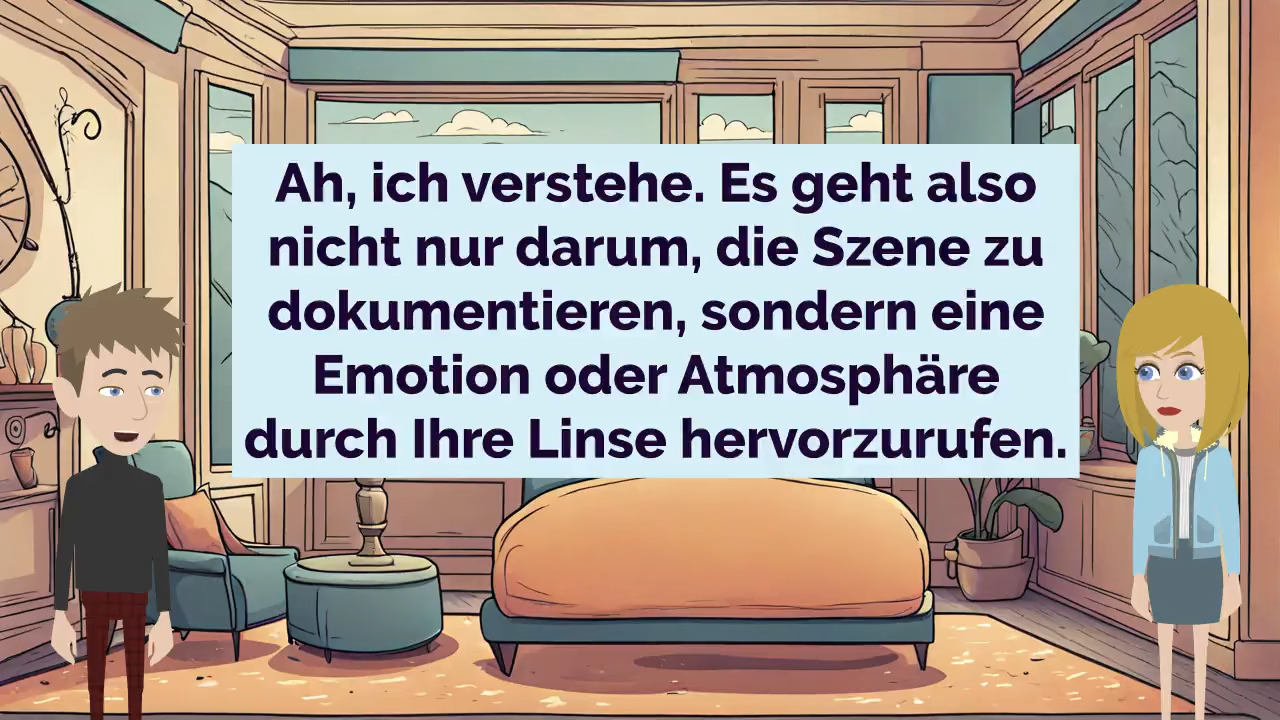 Ah, ich verstehe. Es geht also
nicht nur darum, die Szene zu
dokumentieren, sondern eine
Emotion oder Atmosphäre
durch Ihre Linse hervorzurufen.